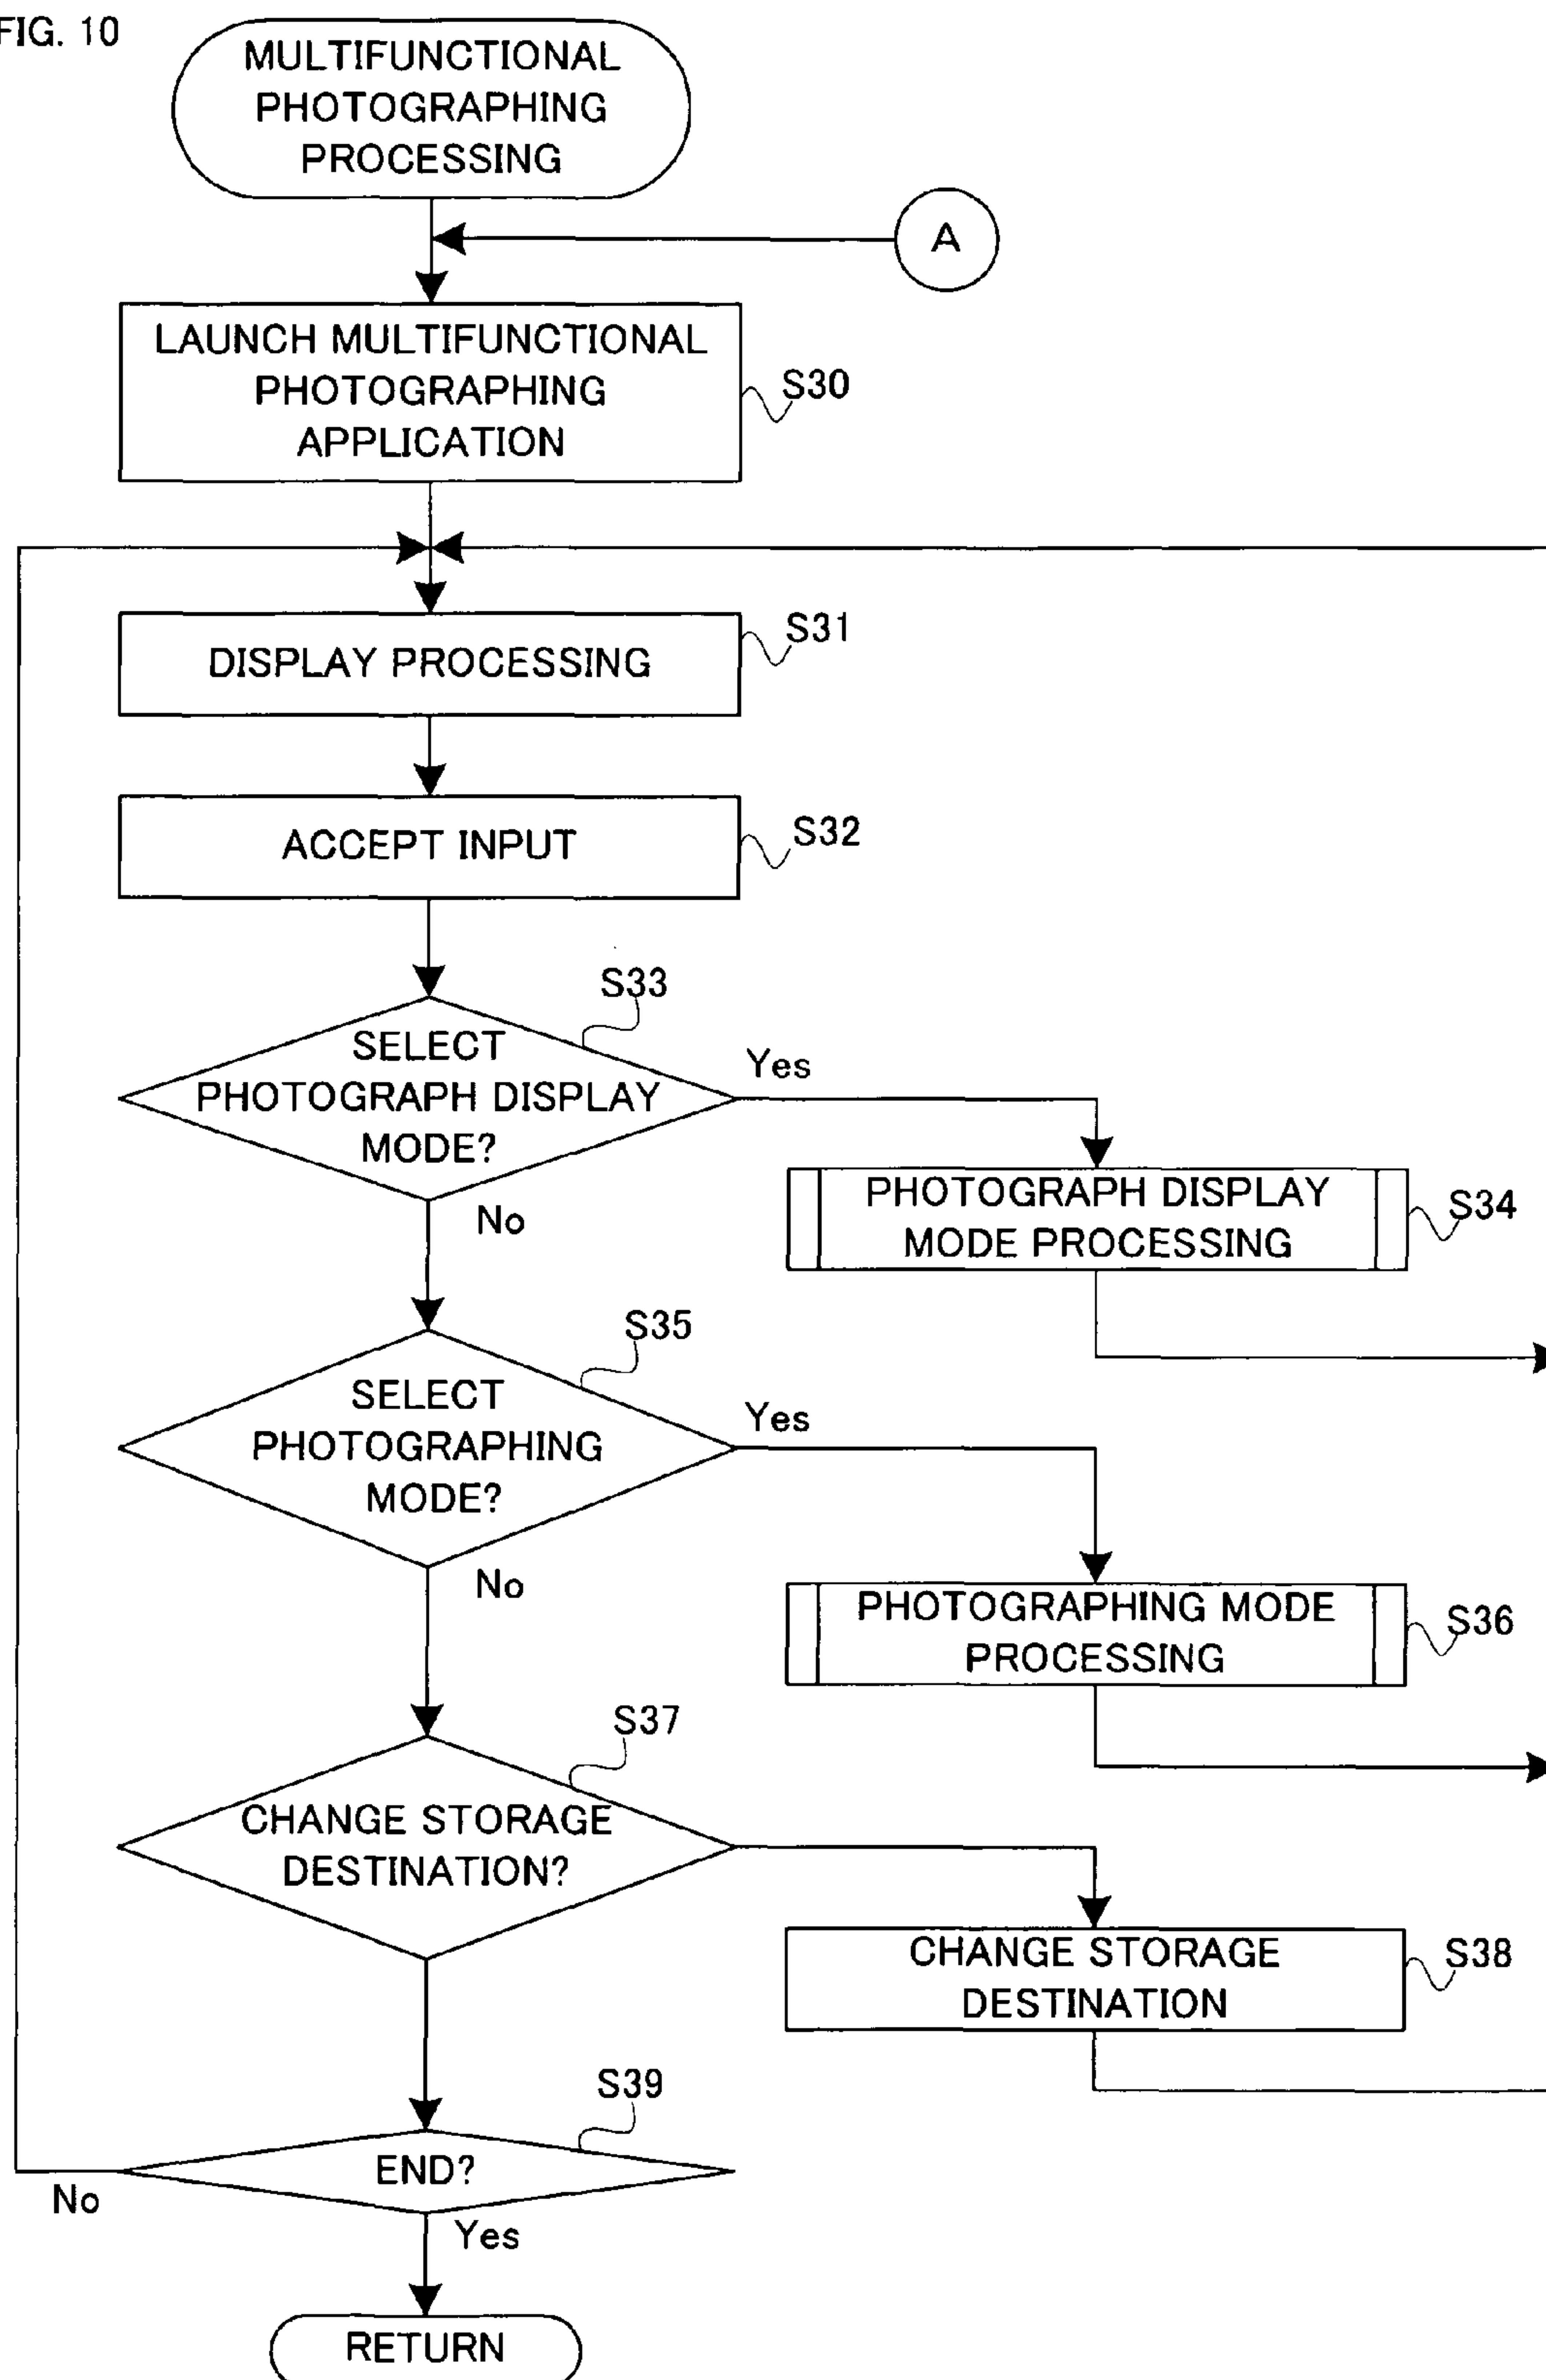 FIG. 10
MULTIFUNCTIONAL
PHOTOGRAPHING
PROCESSING
A
LAUNCH MULTIFUNCTIONAL
PHOTOGRAPHING
APPLICATION
S30
DISPLAY PROCESSING
S31
ACCEPT INPUT
S32
S33
SELECT
PHOTOGRAPH DISPLAY
MODE?
Yes
No
PHOTOGRAPH DISPLAY
MODE PROCESSING
S34
S35
SELECT
PHOTOGRAPHING
MODE?
Yes
No
PHOTOGRAPHING MODE
PROCESSING
S36
S37
CHANGE STORAGE
DESTINATION?
CHANGE STORAGE
DESTINATION
S38
S39
END?
No
Yes
RETURN